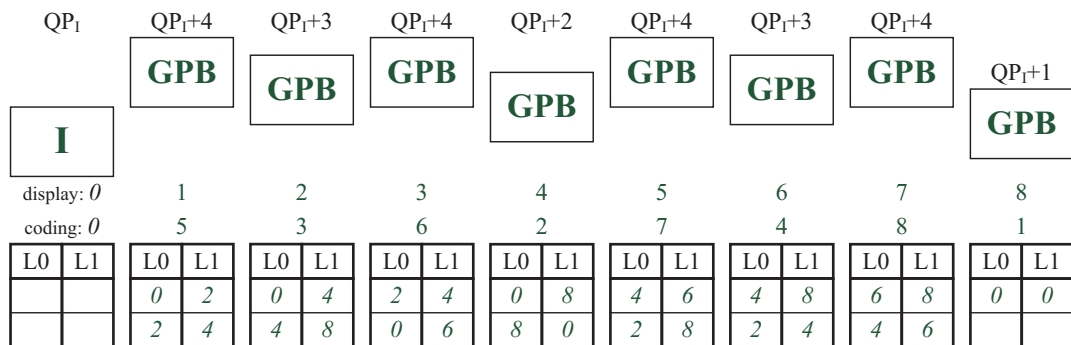 QPI QPI+4 QPI+3 QPI+4 QPI+2 QPI+4 QPI+3 QPI+4
QPI+1
GPB GPB GPB GPB GPB GPB GPB
GPB
I
display: 0 1 2 3 4 5 6 7 8
coding: 0 5 3 6 2 7 4 8 1
L0 L1 L0 L1 L0 L1 L0 L1 L0 L1 L0 L1 L0 L1 L0 L1 L0 L1
0 2 0 4 2 4 0 8 4 6 4 8 6 8 0 0
2 4 4 8 0 6 8 0 2 8 2 4 4 6